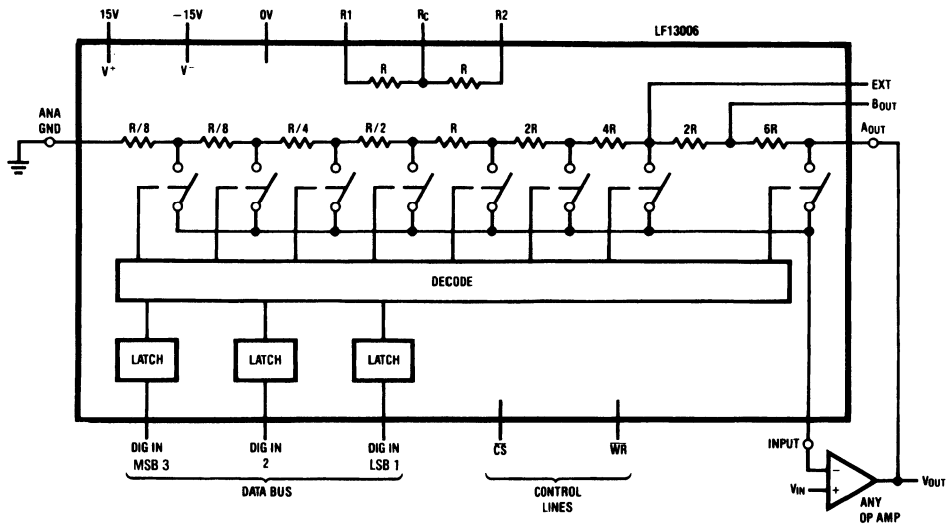 15V −15V 0V R1 RC R2
LF13006
V+ V−
R R
EXT
BOUT
ANA
GND
R/8 R/8 R/4 R/2 R 2R 4R 2R 6R
AOUT
DECODE
LATCH LATCH LATCH
DIG IN
MSB 3
DIG IN
2
DIG IN
LSB 1
CS WR
DATA BUS
CONTROL
LINES
INPUT
−
VIN +
VOUT
ANY
OP AMP